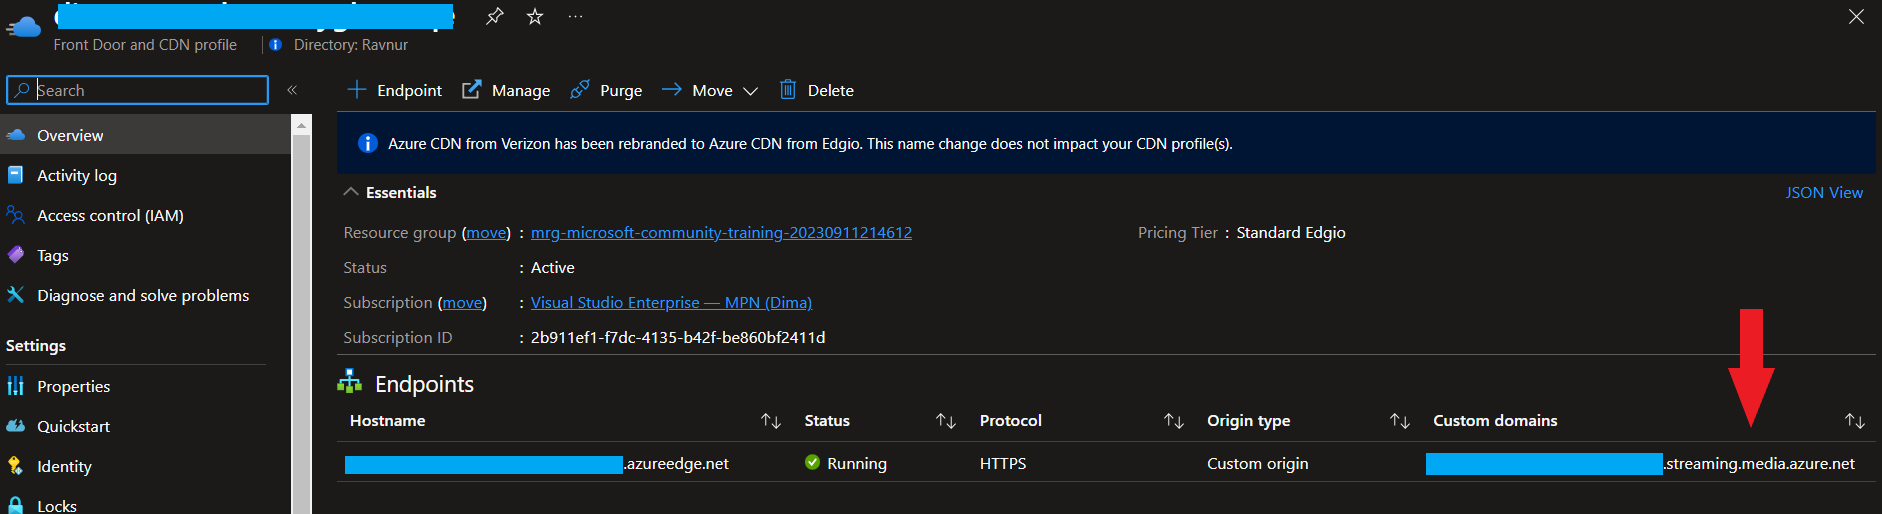 Front Door and CDN profile
Directory: Ravnur
Search
«
Endpoint
Manage
Purge
Move
Delete
Overview
Activity log
Access control (IAM)
Tags
Diagnose and solve problems
Settings
Properties
Quickstart
Identity
Locks
Azure CDN from Verizon has been rebranded to Azure CDN from Edgio. This name change does not impact your CDN profile(s).
Essentials
JSON View
Resource group (move) : mrg-microsoft-community-training-20230911214612
Status : Active
Subscription (move) : Visual Studio Enterprise — MPN (Dima)
Subscription ID : 2b911ef1-f7dc-4135-b42f-be860bf2411d
Pricing Tier : Standard Edgio
Endpoints
Hostname Status Protocol Origin type Custom domains
.azureedge.net Running HTTPS Custom origin .streaming.media.azure.net